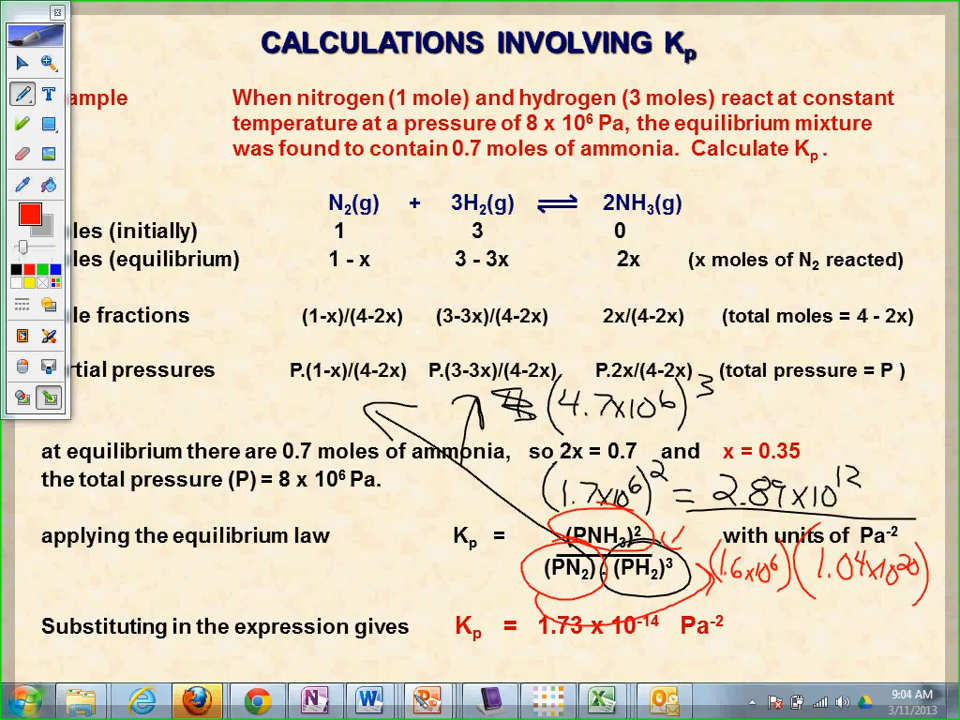 CALCULATIONS INVOLVING Kp
ample When nitrogen (1 mole) and hydrogen (3 moles) react at constant
temperature at a pressure of 8 x 10⁶ Pa, the equilibrium mixture
was found to contain 0.7 moles of ammonia. Calculate Kp .
N₂(g) + 3H₂(g) ⇌ 2NH₃(g)
les (initially) 1 3 0
les (equilibrium) 1 - x 3 - 3x 2x (x moles of N₂ reacted)
le fractions (1-x)/(4-2x) (3-3x)/(4-2x) 2x/(4-2x) (total moles = 4 - 2x)
rtial pressures P.(1-x)/(4-2x) P.(3-3x)/(4-2x) P.2x/(4-2x) (total pressure = P )
(4.7x10⁶)³
at equilibrium there are 0.7 moles of ammonia, so 2x = 0.7 and x = 0.35
the total pressure (P) = 8 x 10⁶ Pa.
(1.7x10⁶)² = 2.89x10¹²
applying the equilibrium law Kp = (PNH₃)² with units of Pa⁻²
(PN₂) . (PH₂)³
(1.6x10⁶) (1.04x10²⁰)
Substituting in the expression gives Kp = 1.73 x 10⁻¹⁴ Pa⁻²
9:04 AM
3/11/2013